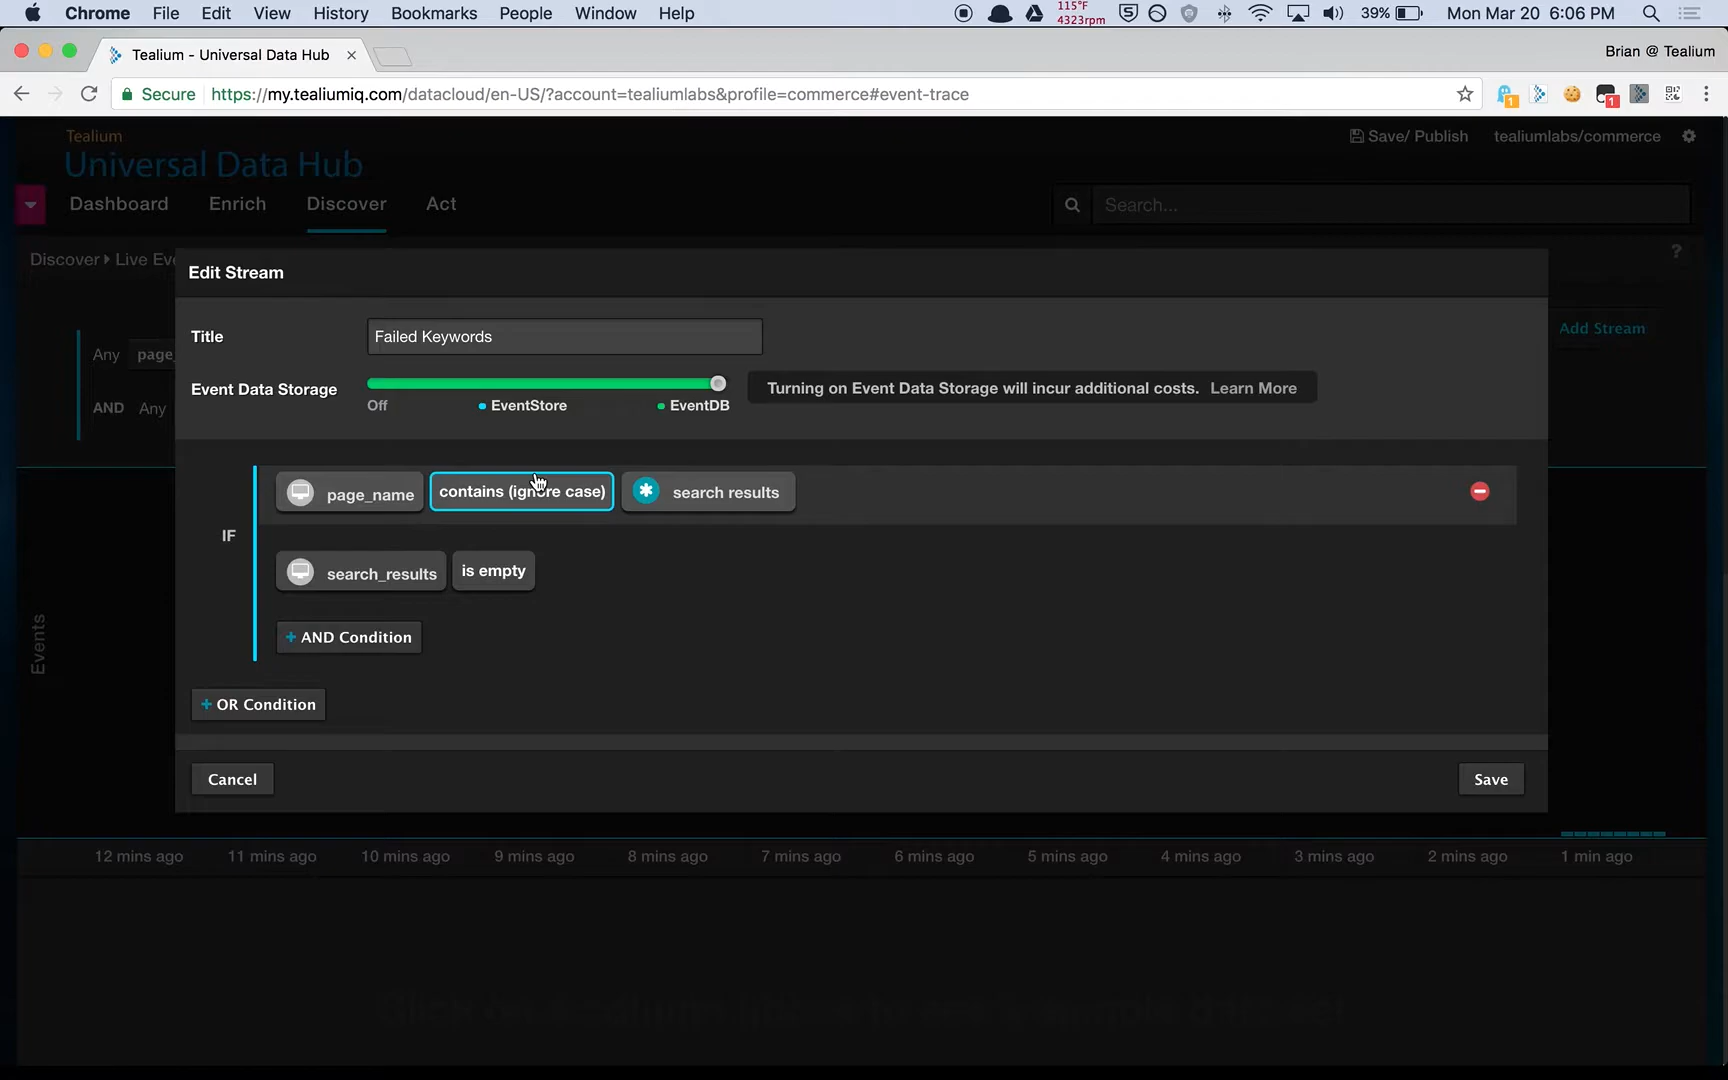 Chrome File Edit View History Bookmarks People Window Help 115°F 4323rpm 39% Mon Mar 20 6:06 PM
Tealium - Universal Data Hub Brian @ Tealium
Secure https://my.tealiumiq.com/datacloud/en-US/?account=tealiumlabs&profile=commerce#event-trace 1 1
Tealium
Universal Data Hub
Save/ Publish tealiumlabs/commerce
Dashboard Enrich Discover Act Search...
Discover Live Eve ?
Edit Stream
Add Stream
Title Failed Keywords
Any page_
Event Data Storage Off EventStore EventDB Turning on Event Data Storage will incur additional costs. Learn More
AND Any
page_name contains (ignore case) search results
IF
search_results is empty
+ AND Condition
Events
+ OR Condition
Cancel Save
12 mins ago 11 mins ago 10 mins ago 9 mins ago 8 mins ago 7 mins ago 6 mins ago 5 mins ago 4 mins ago 3 mins ago 2 mins ago 1 min ago